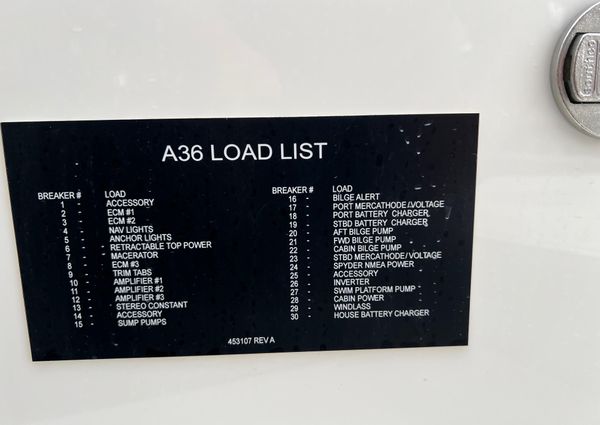 A36 LOAD LIST
BREAKER # LOAD
1 - ACCESSORY
2 - ECM #1
3 - ECM #2
4 - NAV LIGHTS
5 - ANCHOR LIGHTS
6 - RETRACTABLE TOP POWER
7 - MACERATOR
8 - ECM #3
9 - TRIM TABS
10 - AMPLIFIER #1
11 - AMPLIFIER #2
12 - AMPLIFIER #3
13 - STEREO CONSTANT
14 - ACCESSORY
15 - SUMP PUMPS
BREAKER # LOAD
16 - BILGE ALERT
17 - PORT MERCATHODE/VOLTAGE
18 - PORT BATTERY CHARGER
19 - STBD BATTERY CHARGER
20 - AFT BILGE PUMP
21 - FWD BILGE PUMP
22 - CABIN BILGE PUMP
23 - STBD MERCATHODE/VOLTAGE
24 - SPYDER NMEA POWER
25 - ACCESSORY
26 - INVERTER
27 - SWIM PLATFORM PUMP
28 - CABIN POWER
29 - WINDLASS
30 - HOUSE BATTERY CHARGER
453107 REV A